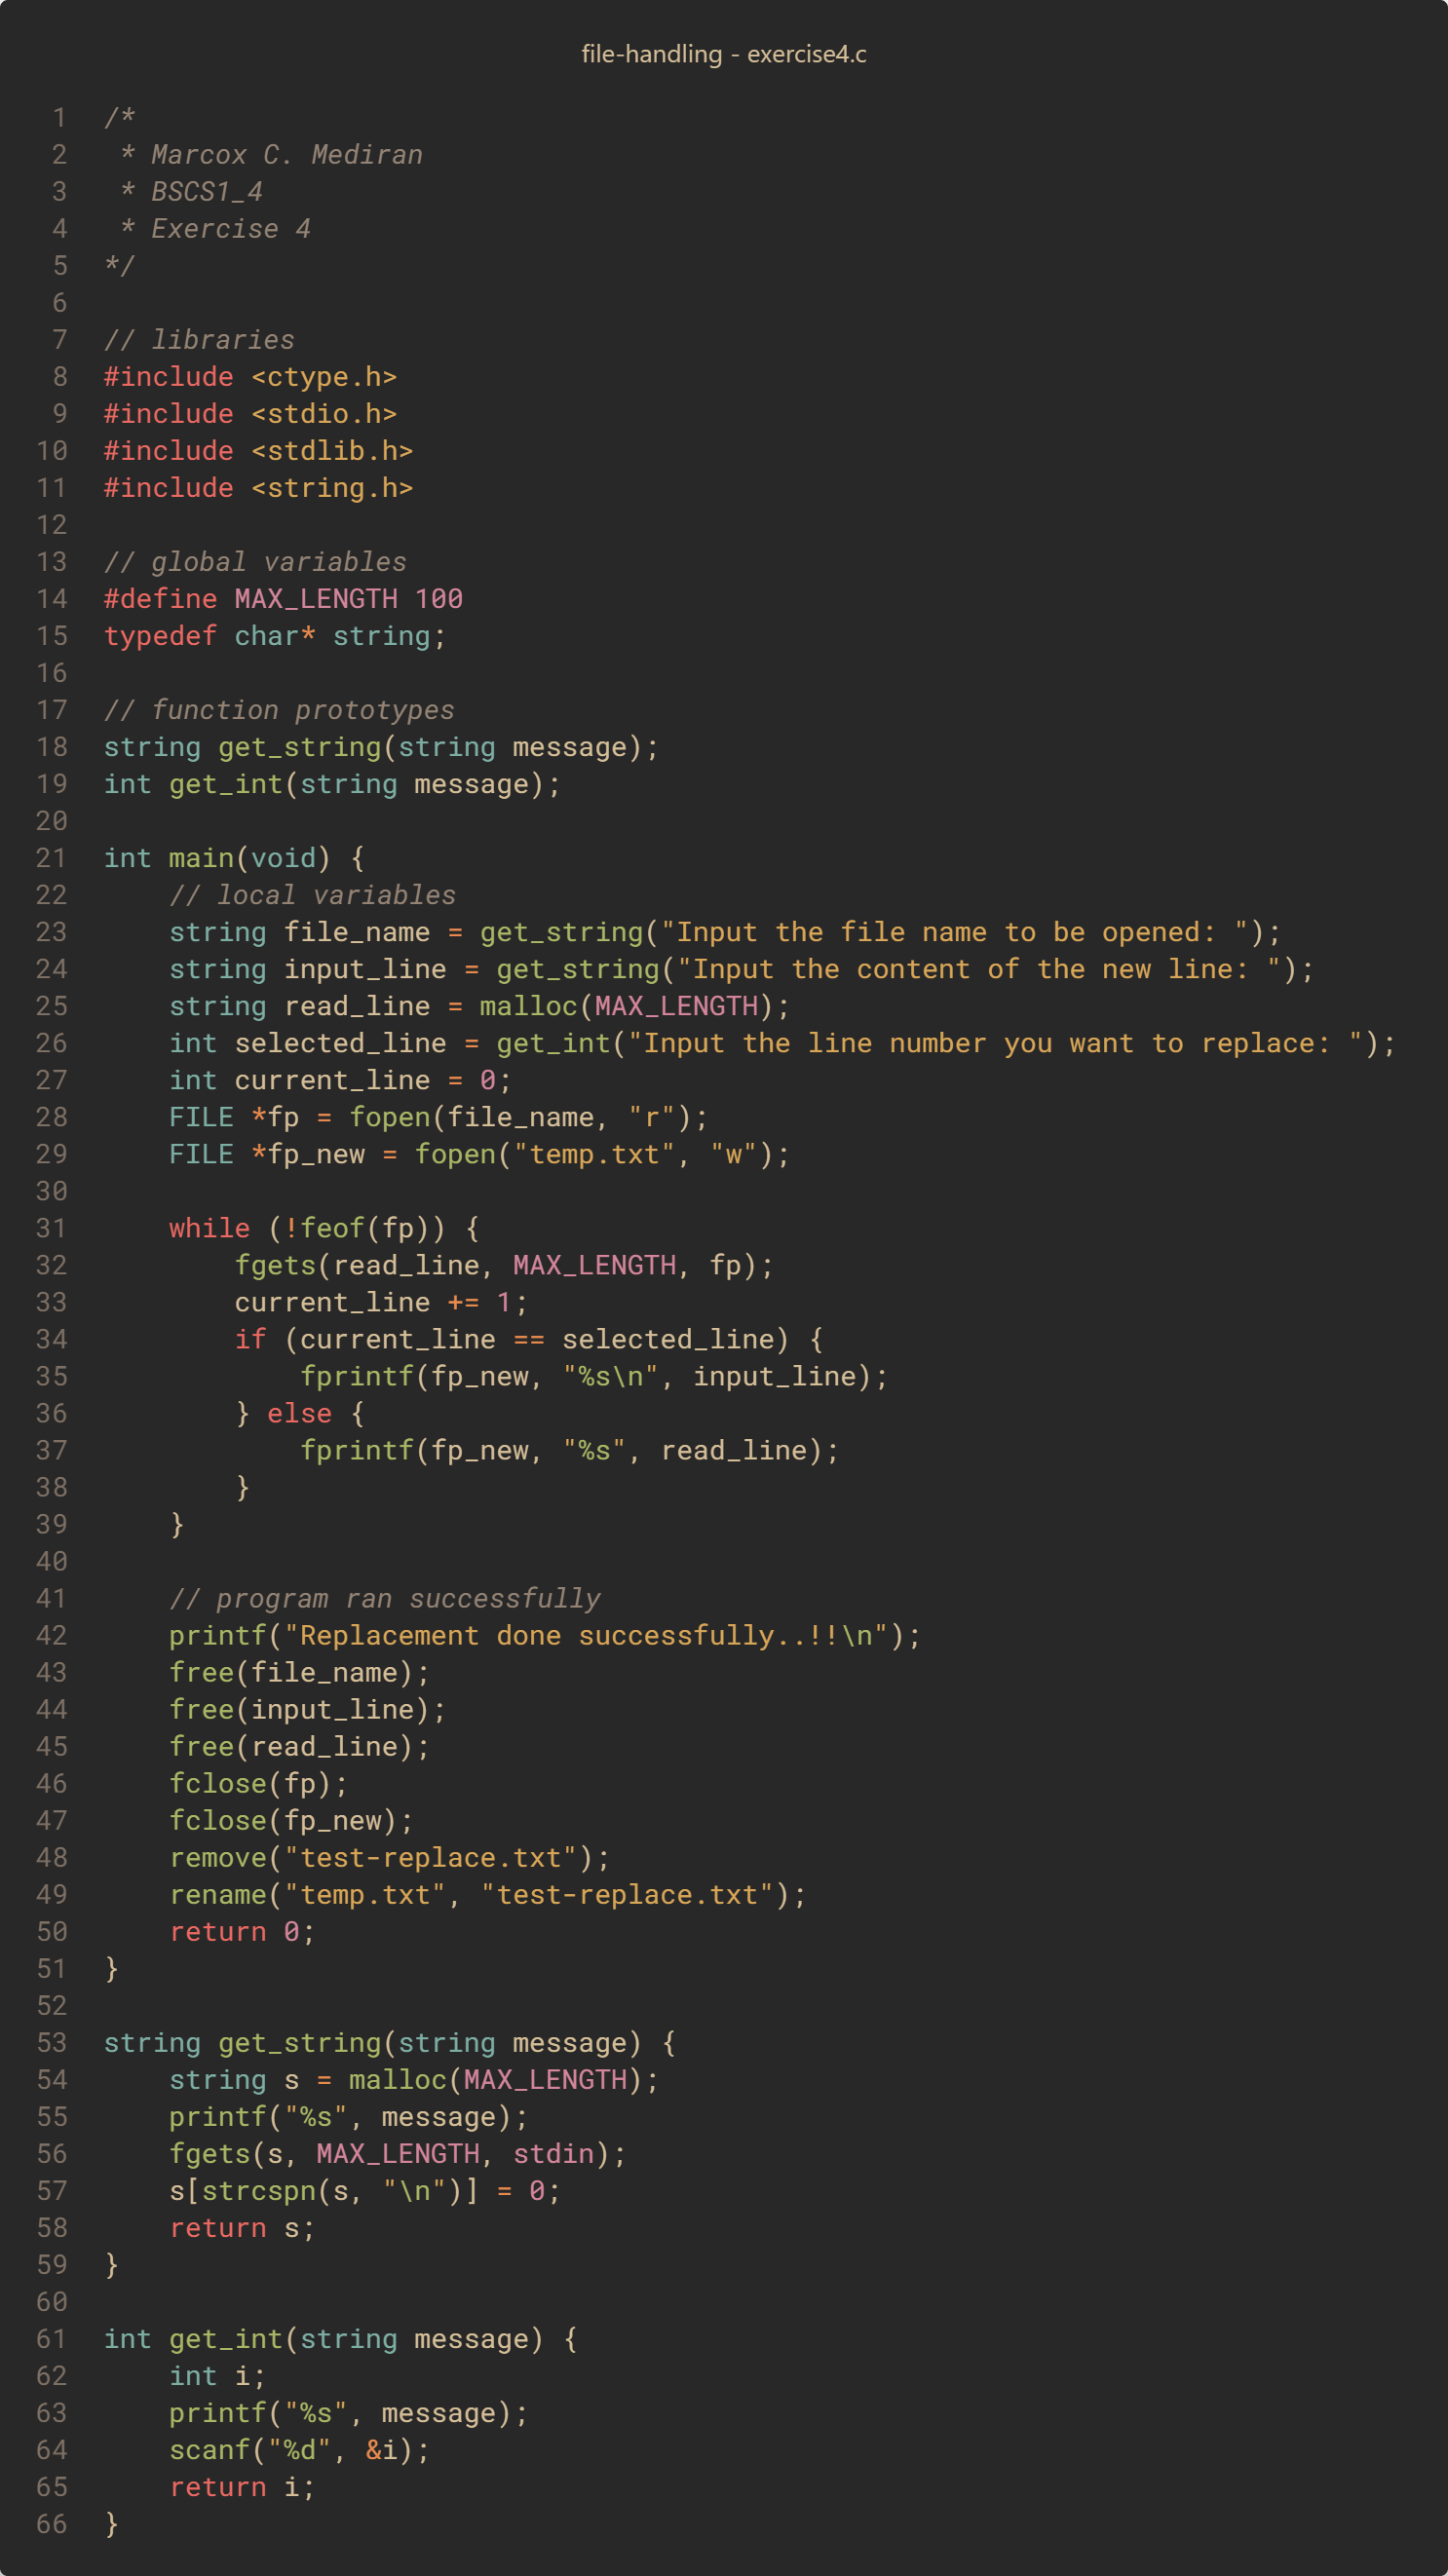 file-handling - exercise4.c
1 /*
2  * Marcox C. Mediran
3  * BSCS1_4
4  * Exercise 4
5 */
6
7 // libraries
8 #include <ctype.h>
9 #include <stdio.h>
10 #include <stdlib.h>
11 #include <string.h>
12
13 // global variables
14 #define MAX_LENGTH 100
15 typedef char* string;
16
17 // function prototypes
18 string get_string(string message);
19 int get_int(string message);
20
21 int main(void) {
22     // local variables
23     string file_name = get_string("Input the file name to be opened: ");
24     string input_line = get_string("Input the content of the new line: ");
25     string read_line = malloc(MAX_LENGTH);
26     int selected_line = get_int("Input the line number you want to replace: ");
27     int current_line = 0;
28     FILE *fp = fopen(file_name, "r");
29     FILE *fp_new = fopen("temp.txt", "w");
30
31     while (!feof(fp)) {
32         fgets(read_line, MAX_LENGTH, fp);
33         current_line += 1;
34         if (current_line == selected_line) {
35             fprintf(fp_new, "%s\n", input_line);
36         } else {
37             fprintf(fp_new, "%s", read_line);
38         }
39     }
40
41     // program ran successfully
42     printf("Replacement done successfully..!!\n");
43     free(file_name);
44     free(input_line);
45     free(read_line);
46     fclose(fp);
47     fclose(fp_new);
48     remove("test-replace.txt");
49     rename("temp.txt", "test-replace.txt");
50     return 0;
51 }
52
53 string get_string(string message) {
54     string s = malloc(MAX_LENGTH);
55     printf("%s", message);
56     fgets(s, MAX_LENGTH, stdin);
57     s[strcspn(s, "\n")] = 0;
58     return s;
59 }
60
61 int get_int(string message) {
62     int i;
63     printf("%s", message);
64     scanf("%d", &i);
65     return i;
66 }